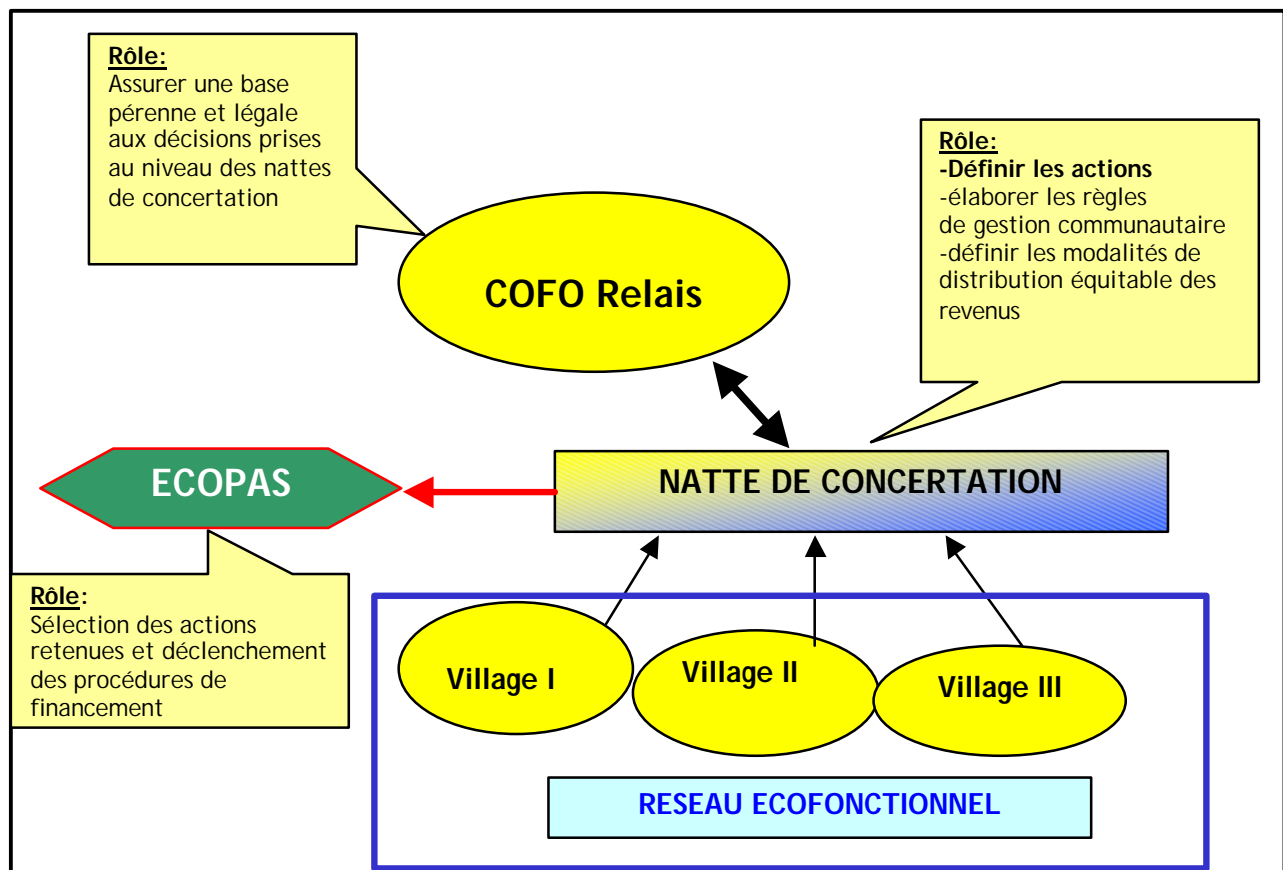 Rôle:
Assurer une base
pérenne et légale
aux décisions prises
au niveau des nattes
de concertation
Rôle:
-Définir les actions
-élaborer les règles
de gestion communautaire
-définir les modalités de
distribution équitable des
revenus
COFO Relais
ECOPAS
NATTE DE CONCERTATION
Rôle:
Sélection des actions
retenues et déclenchement
des procédures de
financement
Village I
Village II
Village III
RESEAU ECOFONCTIONNEL